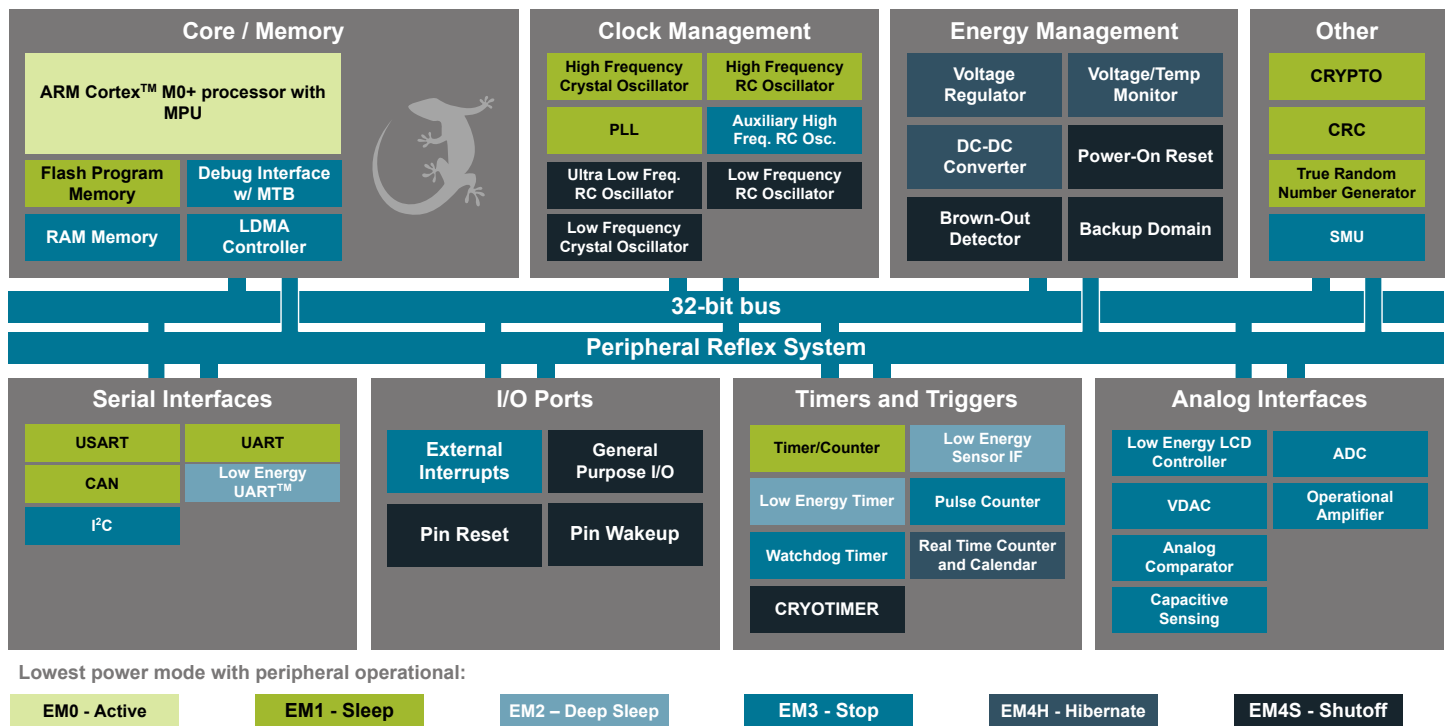 Core / Memory
ARM Cortex™ M0+ processor with
MPU
Flash Program
Memory
Debug Interface
w/ MTB
RAM Memory
LDMA
Controller
Clock Management
High Frequency
Crystal Oscillator
High Frequency
RC Oscillator
PLL
Auxiliary High
Freq. RC Osc.
Ultra Low Freq.
RC Oscillator
Low Frequency
RC Oscillator
Low Frequency
Crystal Oscillator
Energy Management
Voltage
Regulator
Voltage/Temp
Monitor
DC-DC
Converter
Power-On Reset
Brown-Out
Detector
Backup Domain
Other
CRYPTO
CRC
True Random
Number Generator
SMU
32-bit bus
Peripheral Reflex System
Serial Interfaces
USART
UART
CAN
Low Energy
UART™
I²C
I/O Ports
External
Interrupts
General
Purpose I/O
Pin Reset
Pin Wakeup
Timers and Triggers
Timer/Counter
Low Energy
Sensor IF
Low Energy Timer
Pulse Counter
Watchdog Timer
Real Time Counter
and Calendar
CRYOTIMER
Analog Interfaces
Low Energy LCD
Controller
ADC
VDAC
Operational
Amplifier
Analog
Comparator
Capacitive
Sensing
Lowest power mode with peripheral operational:
EM0 - Active
EM1 - Sleep
EM2 – Deep Sleep
EM3 - Stop
EM4H - Hibernate
EM4S - Shutoff